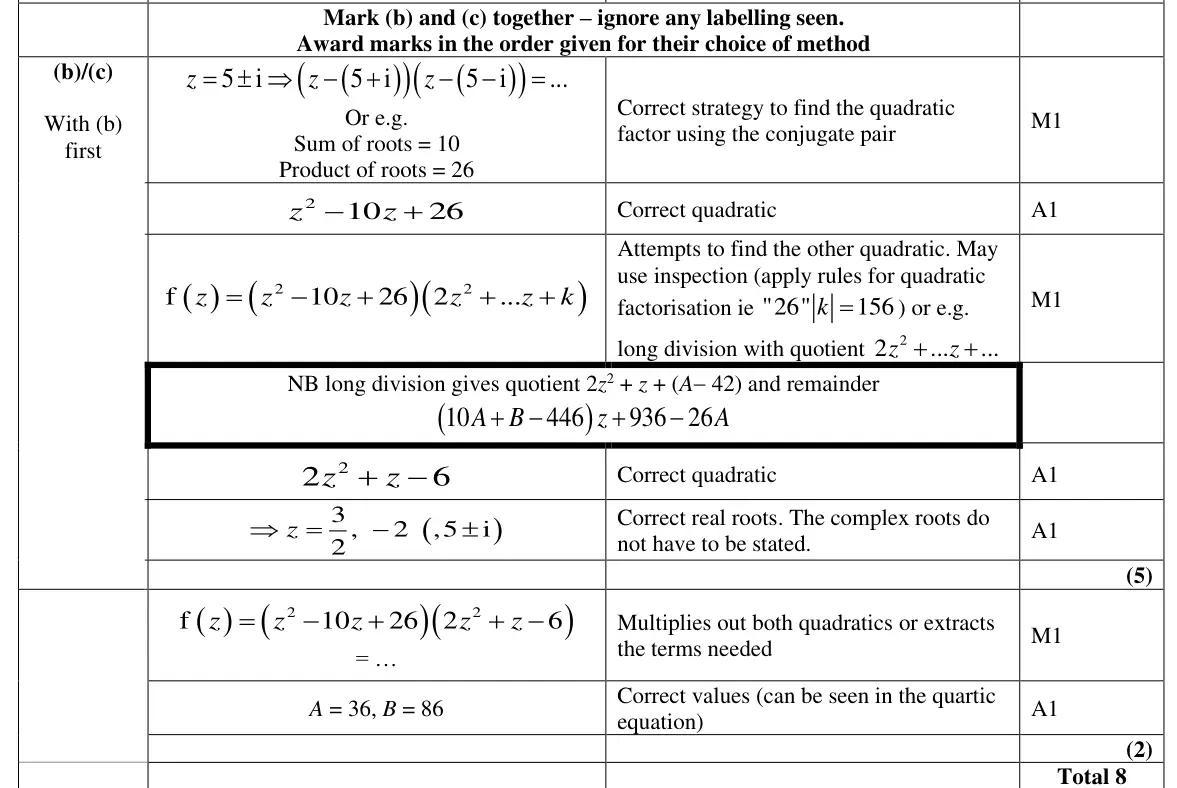 Mark (b) and (c) together – ignore any labelling seen.
Award marks in the order given for their choice of method
(b)/(c)
With (b)
first
z = 5 ± i ⇒ (z − (5 + i))(z − (5 − i)) = ...
Or e.g.
Sum of roots = 10
Product of roots = 26
Correct strategy to find the quadratic
factor using the conjugate pair
M1
z² − 10z + 26
Correct quadratic
A1
f (z) = (z² − 10z + 26)(2z² + ...z + k)
Attempts to find the other quadratic. May
use inspection (apply rules for quadratic
factorisation ie "26"|k| = 156 ) or e.g.
long division with quotient 2z² + ...z + ...
M1
NB long division gives quotient 2z² + z + (A− 42) and remainder
(10A + B − 446)z + 936 − 26A
2z² + z − 6
Correct quadratic
A1
⇒ z = 3/2, − 2 (,5 ± i)
Correct real roots. The complex roots do
not have to be stated.
A1
(5)
f (z) = (z² − 10z + 26)(2z² + z − 6)
= …
Multiplies out both quadratics or extracts
the terms needed
M1
A = 36, B = 86
Correct values (can be seen in the quartic
equation)
A1
(2)
Total 8